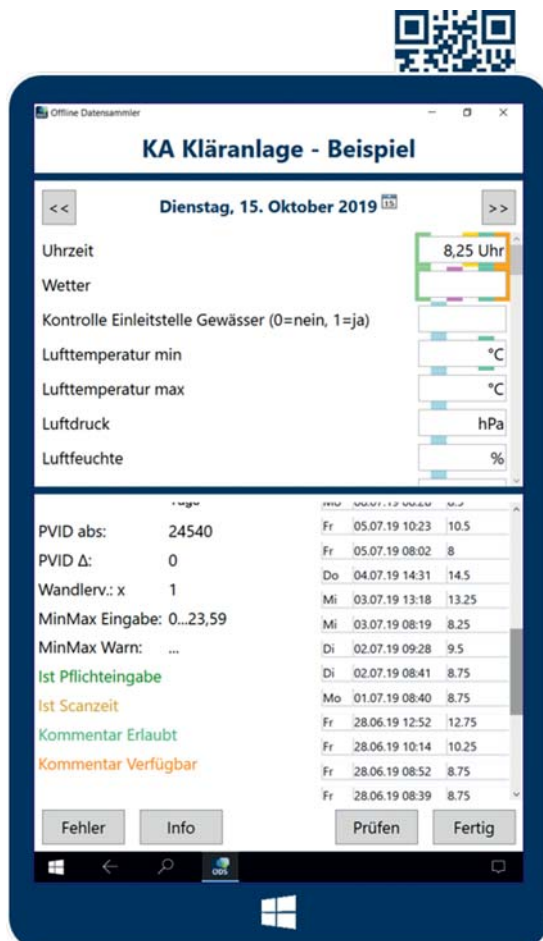 Offline Datensammler
KA Kläranlage - Beispiel
<< Dienstag, 15. Oktober 2019 15 >>
Uhrzeit 8,25 Uhr
Wetter
Kontrolle Einleitstelle Gewässer (0=nein, 1=ja)
Lufttemperatur min °C
Lufttemperatur max °C
Luftdruck hPa
Luftfeuchte %
PVID abs: 24540
PVID Δ: 0
Wandlerv.: x 1
MinMax Eingabe: 0...23,59
MinMax Warn: ...
Ist Pflichteingabe
Ist Scanzeit
Kommentar Erlaubt
Kommentar Verfügbar
Fr 05.07.19 10:23 10.5
Fr 05.07.19 08:02 8
Do 04.07.19 14:31 14.5
Mi 03.07.19 13:18 13.25
Mi 03.07.19 08:19 8.25
Di 02.07.19 09:28 9.5
Di 02.07.19 08:41 8.75
Mo 01.07.19 08:40 8.75
Fr 28.06.19 12:52 12.75
Fr 28.06.19 10:14 10.25
Fr 28.06.19 08:52 8.75
Fr 28.06.19 08:39 8.75
Fehler Info Prüfen Fertig
ODS